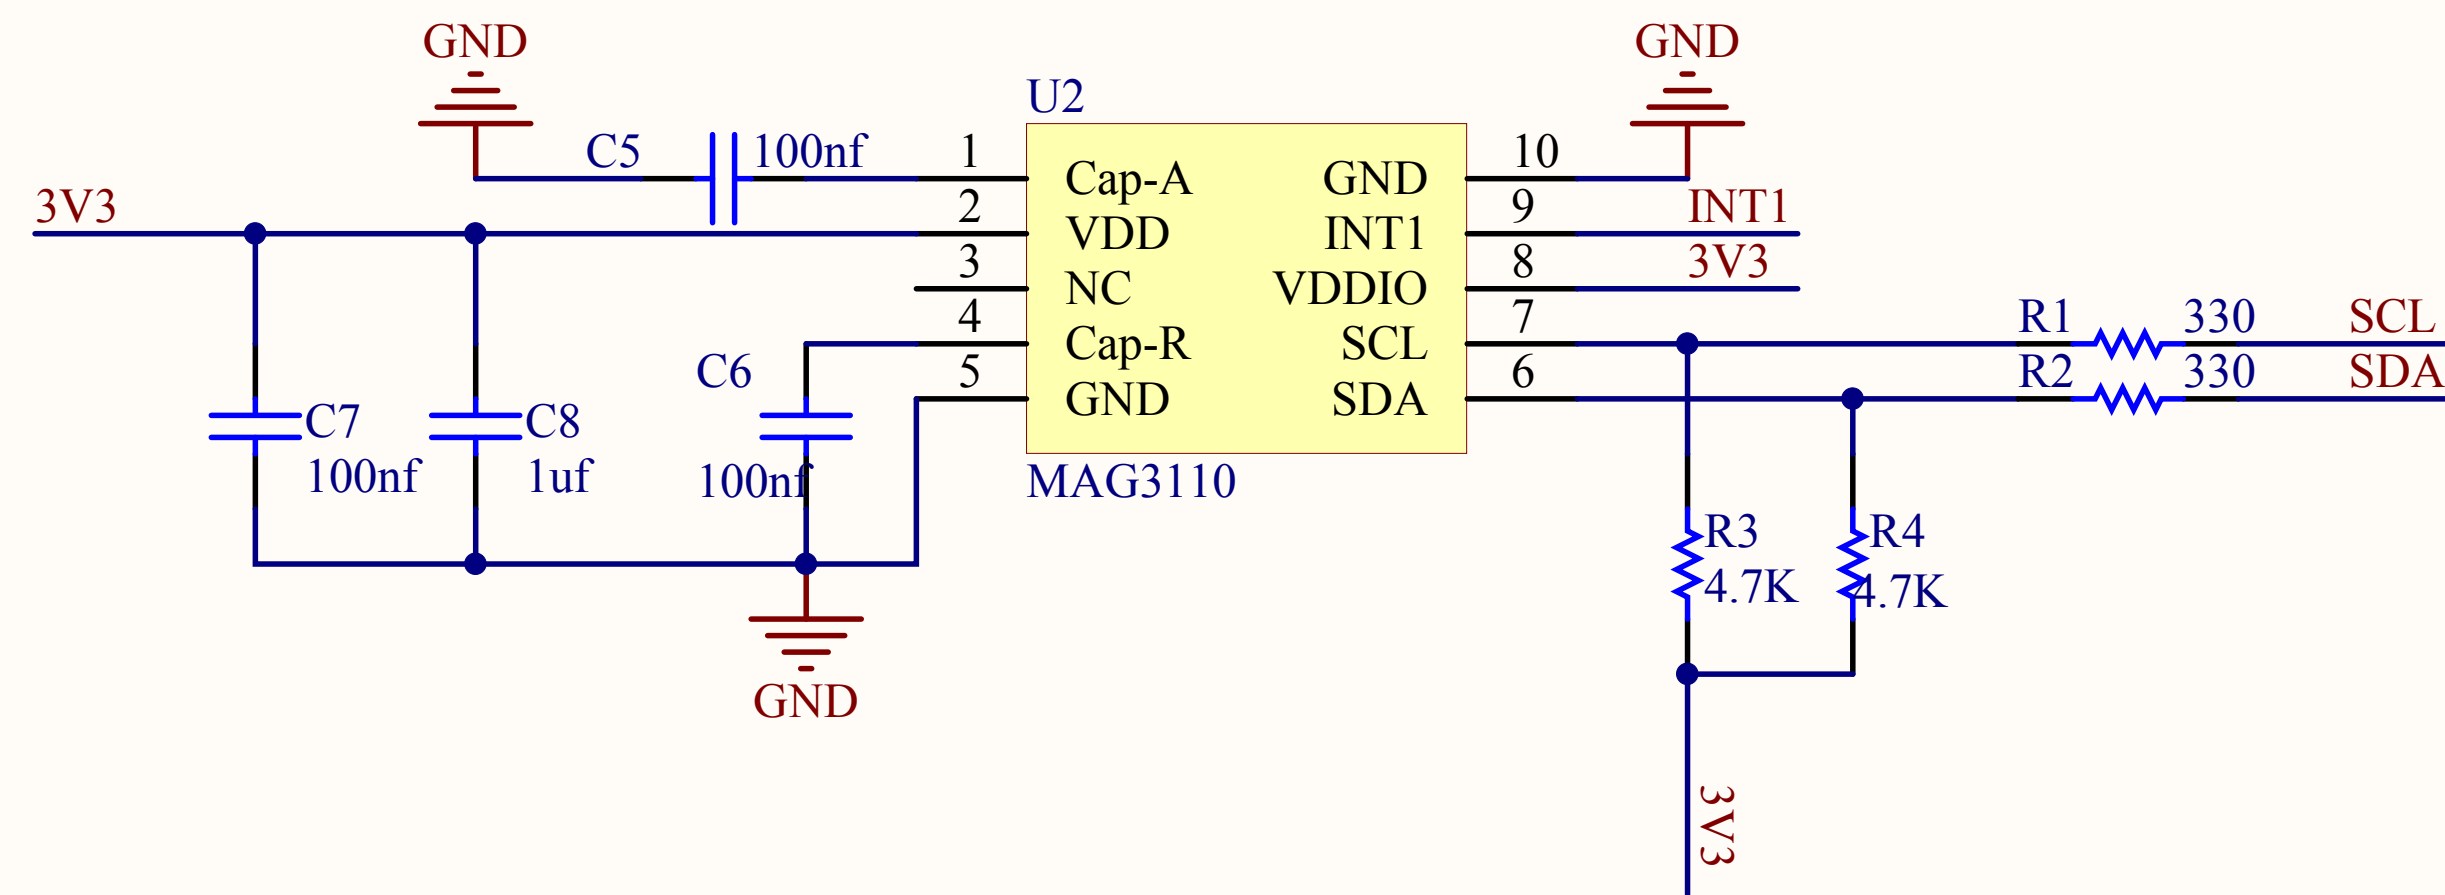 GND
GND
U2
C5 100nf 1 10
Cap-A GND
3V3 2 9 INT1
VDD INT1
3 8 3V3
NC VDDIO
4 7 R1 330 SCL
Cap-R SCL
C6 5 6 R2 330 SDA
GND SDA
C7 C8
100nf 1uf 100nf MAG3110
R3 R4
4.7K 4.7K
GND
3V3